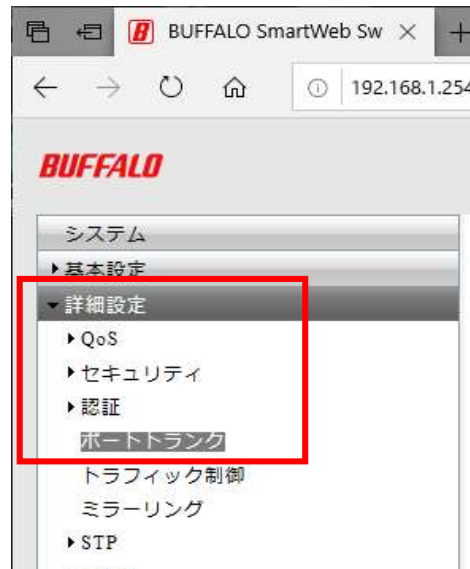 BUFFALO SmartWeb Sw
192.168.1.254
BUFFALO
システム
基本設定
詳細設定
QoS
セキュリティ
認証
ポートトランク
トラフィック制御
ミラーリング
STP